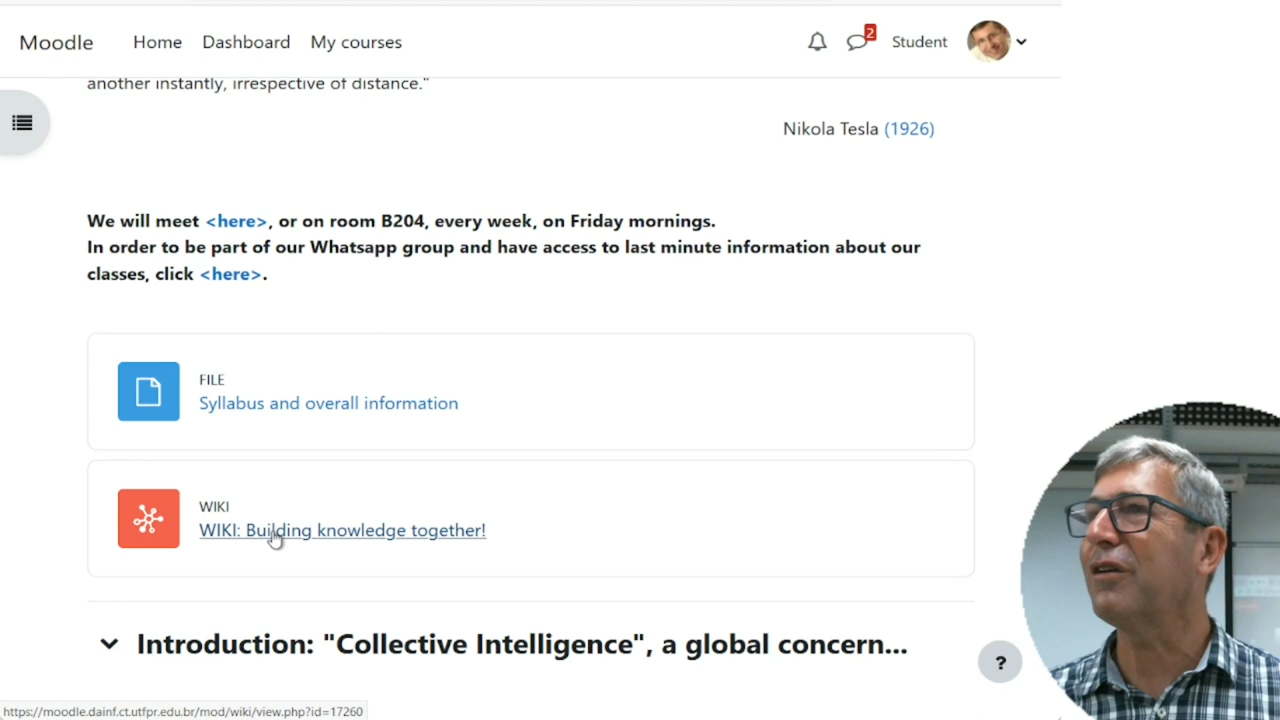 Moodle Home Dashboard My courses 2 Student
another instantly, irrespective of distance."
Nikola Tesla (1926)
We will meet <here>, or on room B204, every week, on Friday mornings.
In order to be part of our Whatsapp group and have access to last minute information about our
classes, click <here>.
FILE
Syllabus and overall information
WIKI
WIKI: Building knowledge together!
Introduction: "Collective Intelligence", a global concern...
?
https://moodle.dainf.ct.utfpr.edu.br/mod/wiki/view.php?id=17260